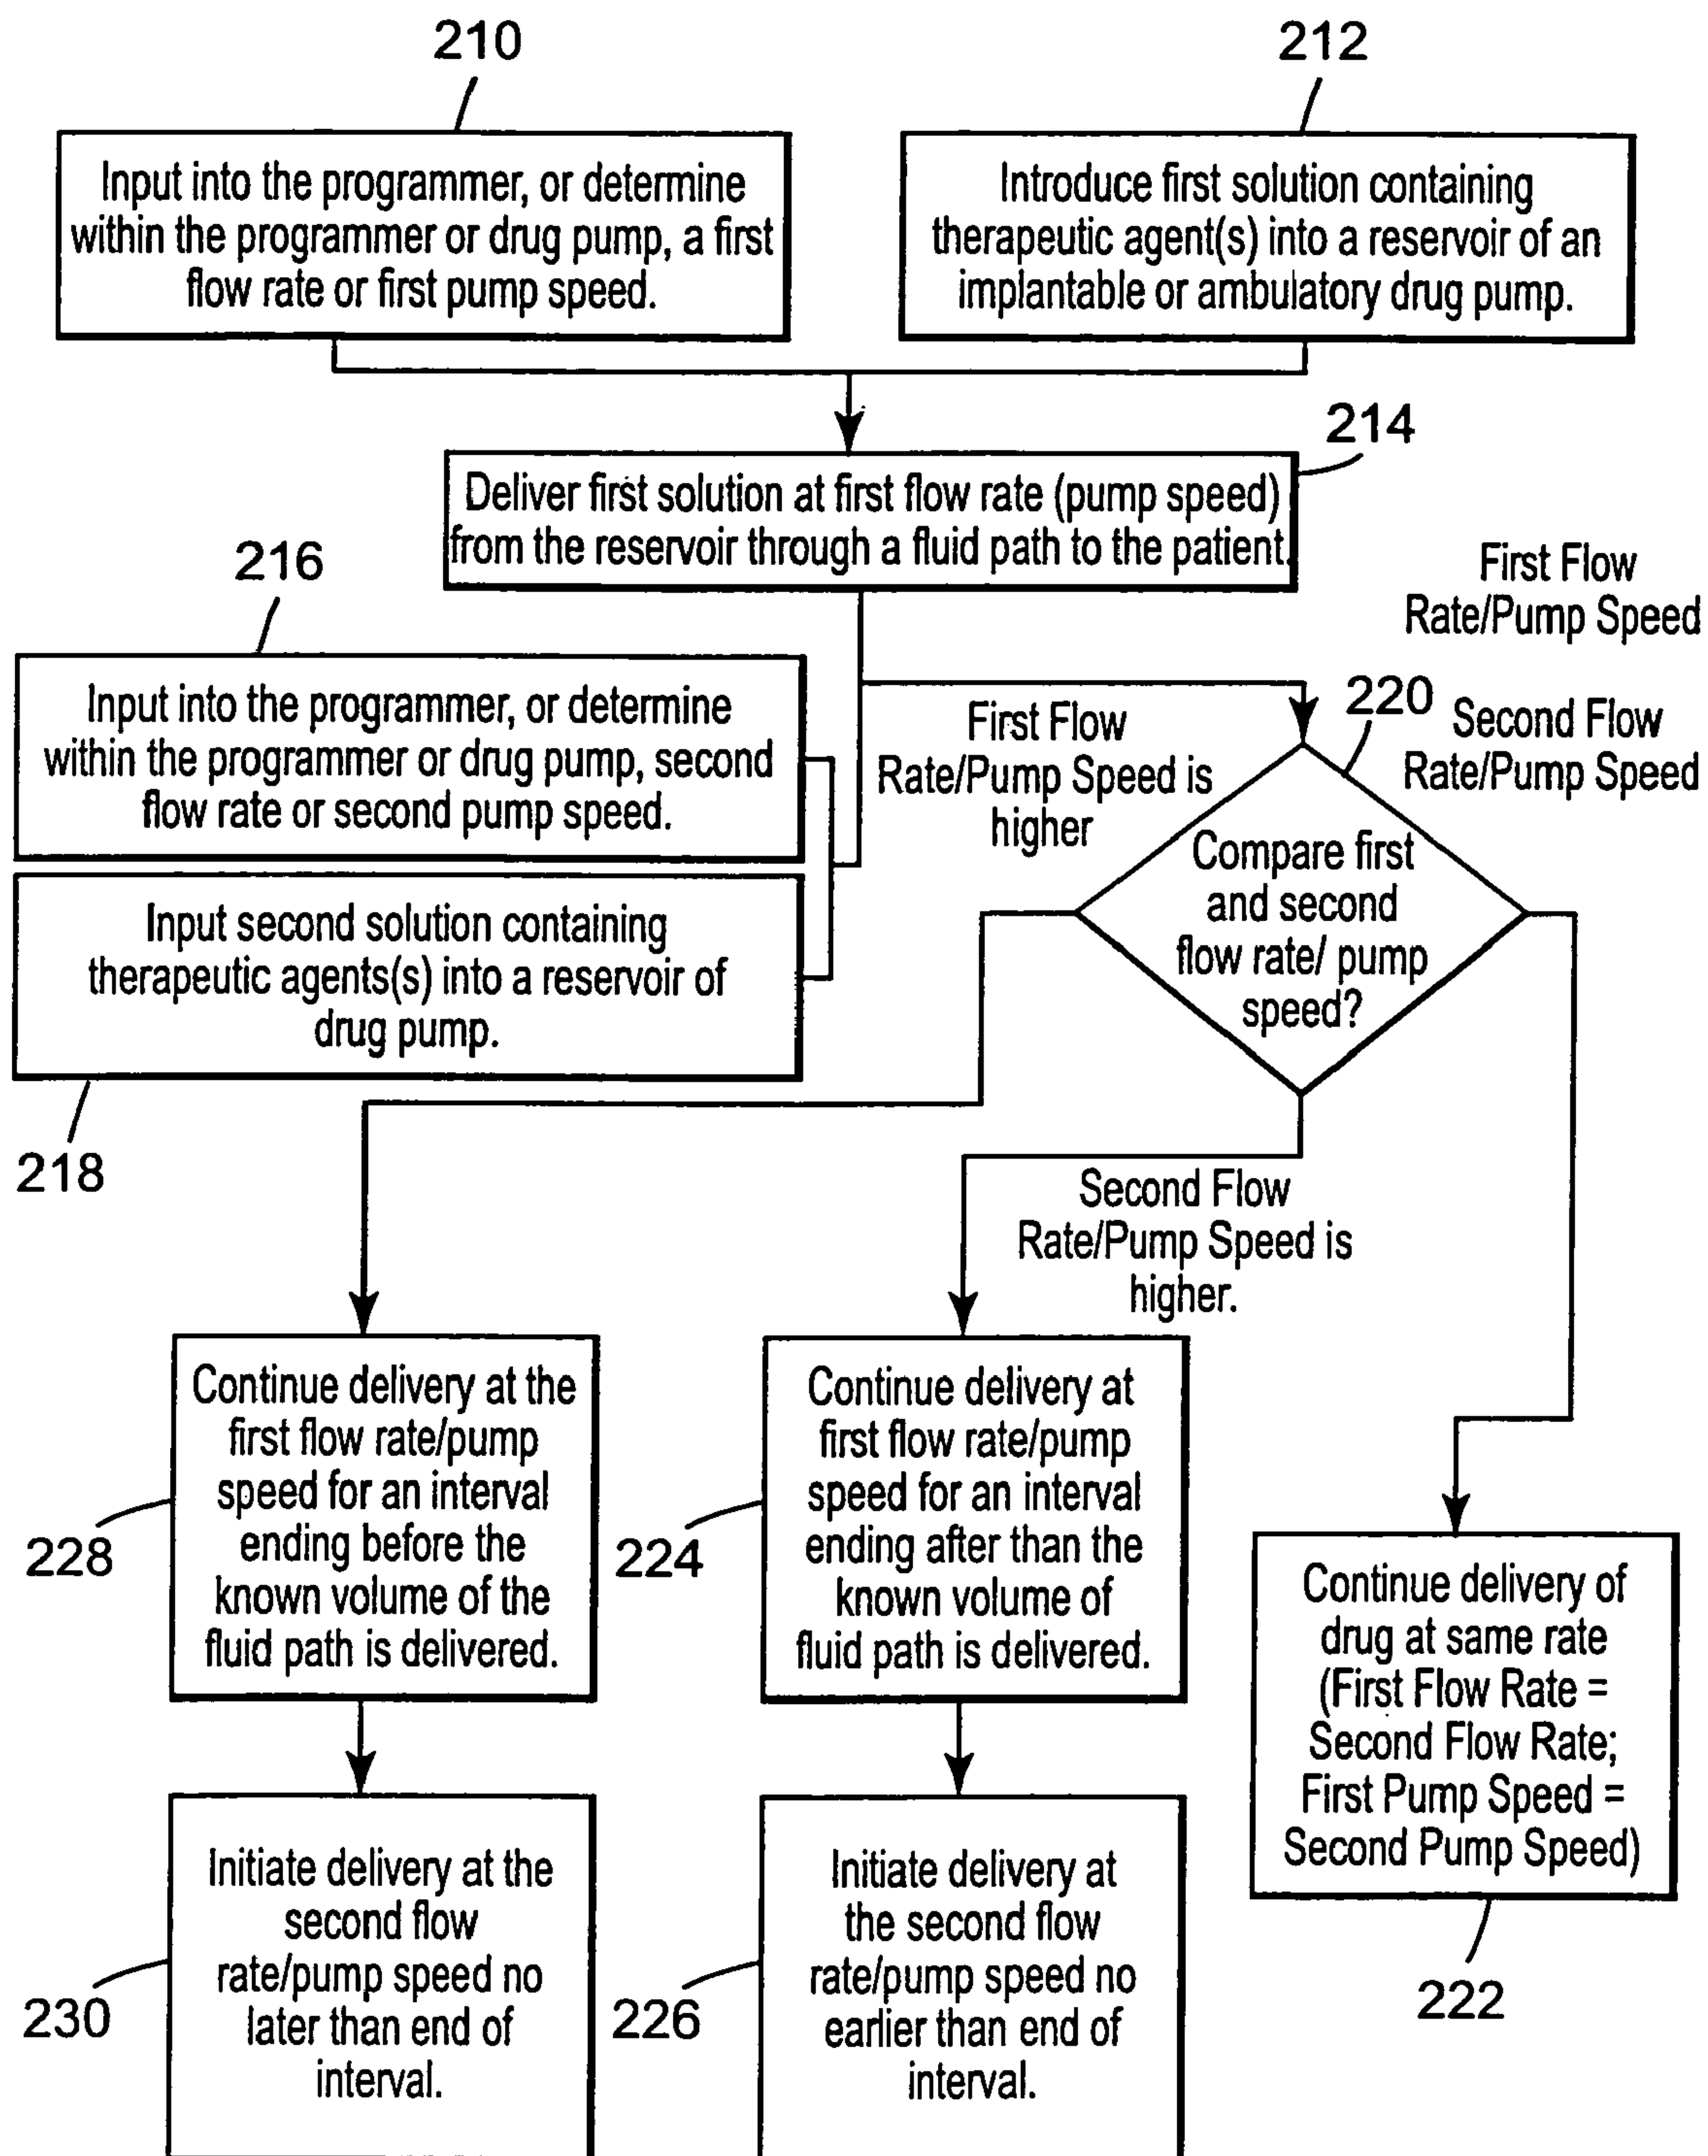 210
212
Input into the programmer, or determine
within the programmer or drug pump, a first
flow rate or first pump speed.
Introduce first solution containing
therapeutic agent(s) into a reservoir of an
implantable or ambulatory drug pump.
214
Deliver first solution at first flow rate (pump speed)
from the reservoir through a fluid path to the patient.
216
First Flow
Rate/Pump Speed
Input into the programmer, or determine
within the programmer or drug pump, second
flow rate or second pump speed.
First Flow
Rate/Pump Speed is
higher
220
Second Flow
Rate/Pump Speed
Compare first
and second
flow rate/ pump
speed?
Input second solution containing
therapeutic agents(s) into a reservoir of
drug pump.
218
Second Flow
Rate/Pump Speed is
higher.
Continue delivery at the
first flow rate/pump
speed for an interval
ending before the
known volume of the
fluid path is delivered.
228
Continue delivery at
first flow rate/pump
speed for an interval
ending after than the
known volume of
fluid path is delivered.
224
Continue delivery of
drug at same rate
(First Flow Rate =
Second Flow Rate;
First Pump Speed =
Second Pump Speed)
222
Initiate delivery at the
second flow
rate/pump speed no
later than end of
interval.
230
Initiate delivery at
the second flow
rate/pump speed no
earlier than end of
interval.
226